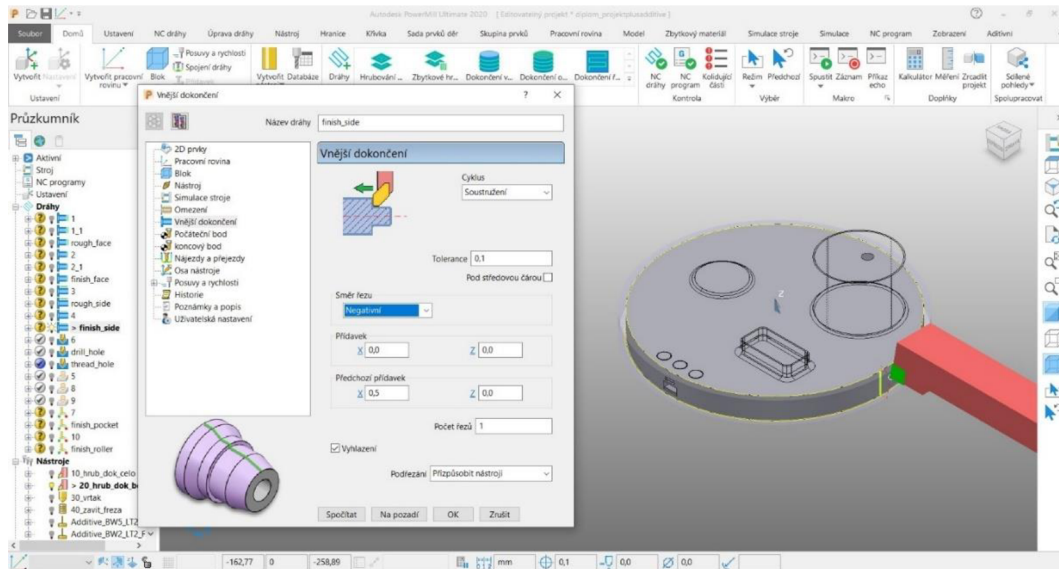 Autodesk PowerMill Ultimate 2020 [ Editovatelný projekt * diplom_projektplusadditive ]
Soubor Domů Ustavení NC dráhy Úprava dráhy Nástroj Hranice Křivka Sada prvků děr Skupina prvků Pracovní rovina Model Zbytkový materiál Simulace stroje Simulace NC program Zobrazení Aditivní
Posuvy a rychlosti
Spojení dráhy
Vytvořit Nastavení Vytvořit pracovní rovinu Blok Vytvořit Databáze Dráhy Hrubování ... Zbytkové hr... Dokončení v... Dokončení o... Dokončení ř... NC dráhy NC program Kolidující části Režim Předchozí Spustit Záznam Příkaz echo Kalkulátor Měření Zrcadlit projekt Sdílené pohledy
Ustavení Kontrola Výběr Makro Doplňky Spolupracovat
Průzkumník
Aktivní
Stroj
NC programy
Ustavení
Dráhy
1
1_1
rough_face
2
2_1
finish_face
3
rough_side
4
> finish_side
6
drill_hole
thread_hole
5
8
9
7
finish_pocket
10
finish_roller
Nástroje
10_hrub_dok_celo
> 20_hrub_dok_b
30_vrtak
40_zavit_freza
Additive_BW5_LT2
Additive_BW2_LT2_F
Vnější dokončení ? ×
Název dráhy finish_side
2D prvky
Pracovní rovina
Blok
Nástroj
Simulace stroje
Omezení
Vnější dokončení
Počáteční bod
koncový bod
Nájezdy a přejezdy
Osa nástroje
Posuvy a rychlosti
Historie
Poznámky a popis
Uživatelská nastavení
Vnější dokončení
Cyklus
Soustružení
Tolerance 0,1
Pod středovou čárou
Směr řezu
Negativní
Přídavek
X 0,0 Z 0,0
Předchozí přídavek
X 0,5 Z 0,0
Počet řezů 1
Vyhlazení
Podřezání Přizpůsobit nástroji
Spočítat Na pozadí OK Zrušit
Z
-162,77 0 -258,89 mm 0,1 0,0 0,0